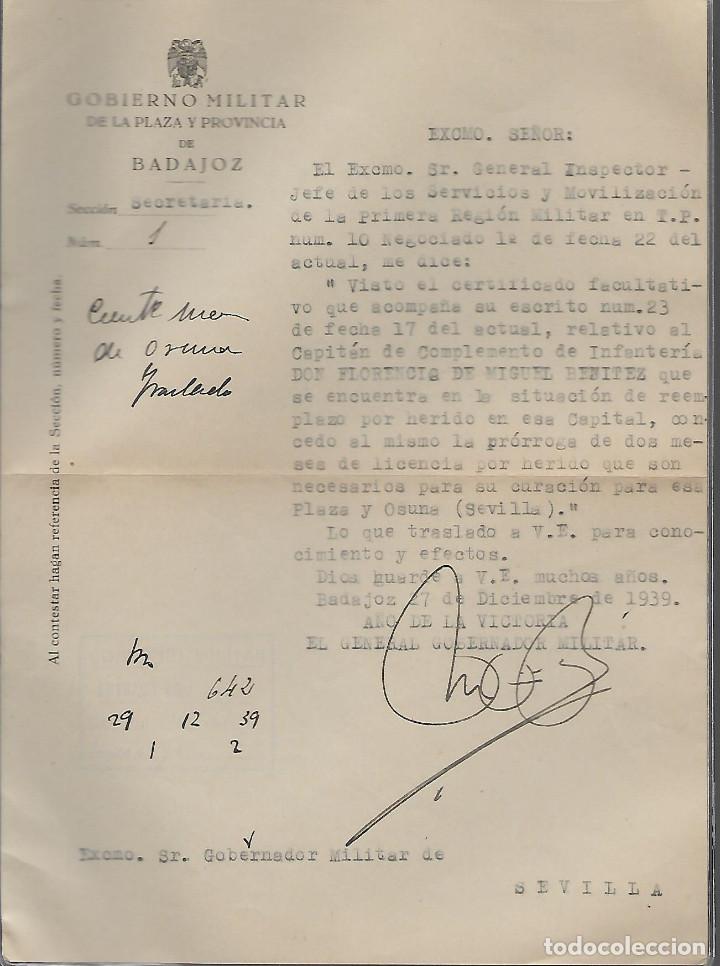 GOBIERNO MILITAR
DE LA PLAZA Y PROVINCIA
DE
BADAJOZ
Sección Secretaria.
Núm. 1
Al contestar hagan referencia de la Sección, número y fecha.
de Osuna
Traslado
EXCMO. SEÑOR:
El Excmo. Sr. General Inspector -
Jefe de los Servicios y Movilización
de la Primera Región Militar en T.P.
num. 10 Negociado 1º de fecha 22 del
actual, me dice:
" Visto el certificado facultati-
vo que acompaña su escrito num.23
de fecha 17 del actual, relativo al
Capitán de Complemento de Infantería
DON FLORENCIO DE MIGUEL BENITEZ que
se encuentra en la situación de reem-
plazo por herido en esa Capital, con-
cedo al mismo la prórroga de dos me-
ses de licencia por herido que son
necesarios para su curación para esa
Plaza y Osuna (Sevilla)."
Lo que traslado a V.E. para cono-
cimiento y efectos.
Dios guarde a V.E. muchos años.
Badajoz 27 de Diciembre de 1939.
AÑO DE LA VICTORIA
EL GENERAL GOBERNADOR MILITAR.
642
29 12 39
1 2
Excmo. Sr. Gobernador Militar de
SEVILLA
todocoleccion